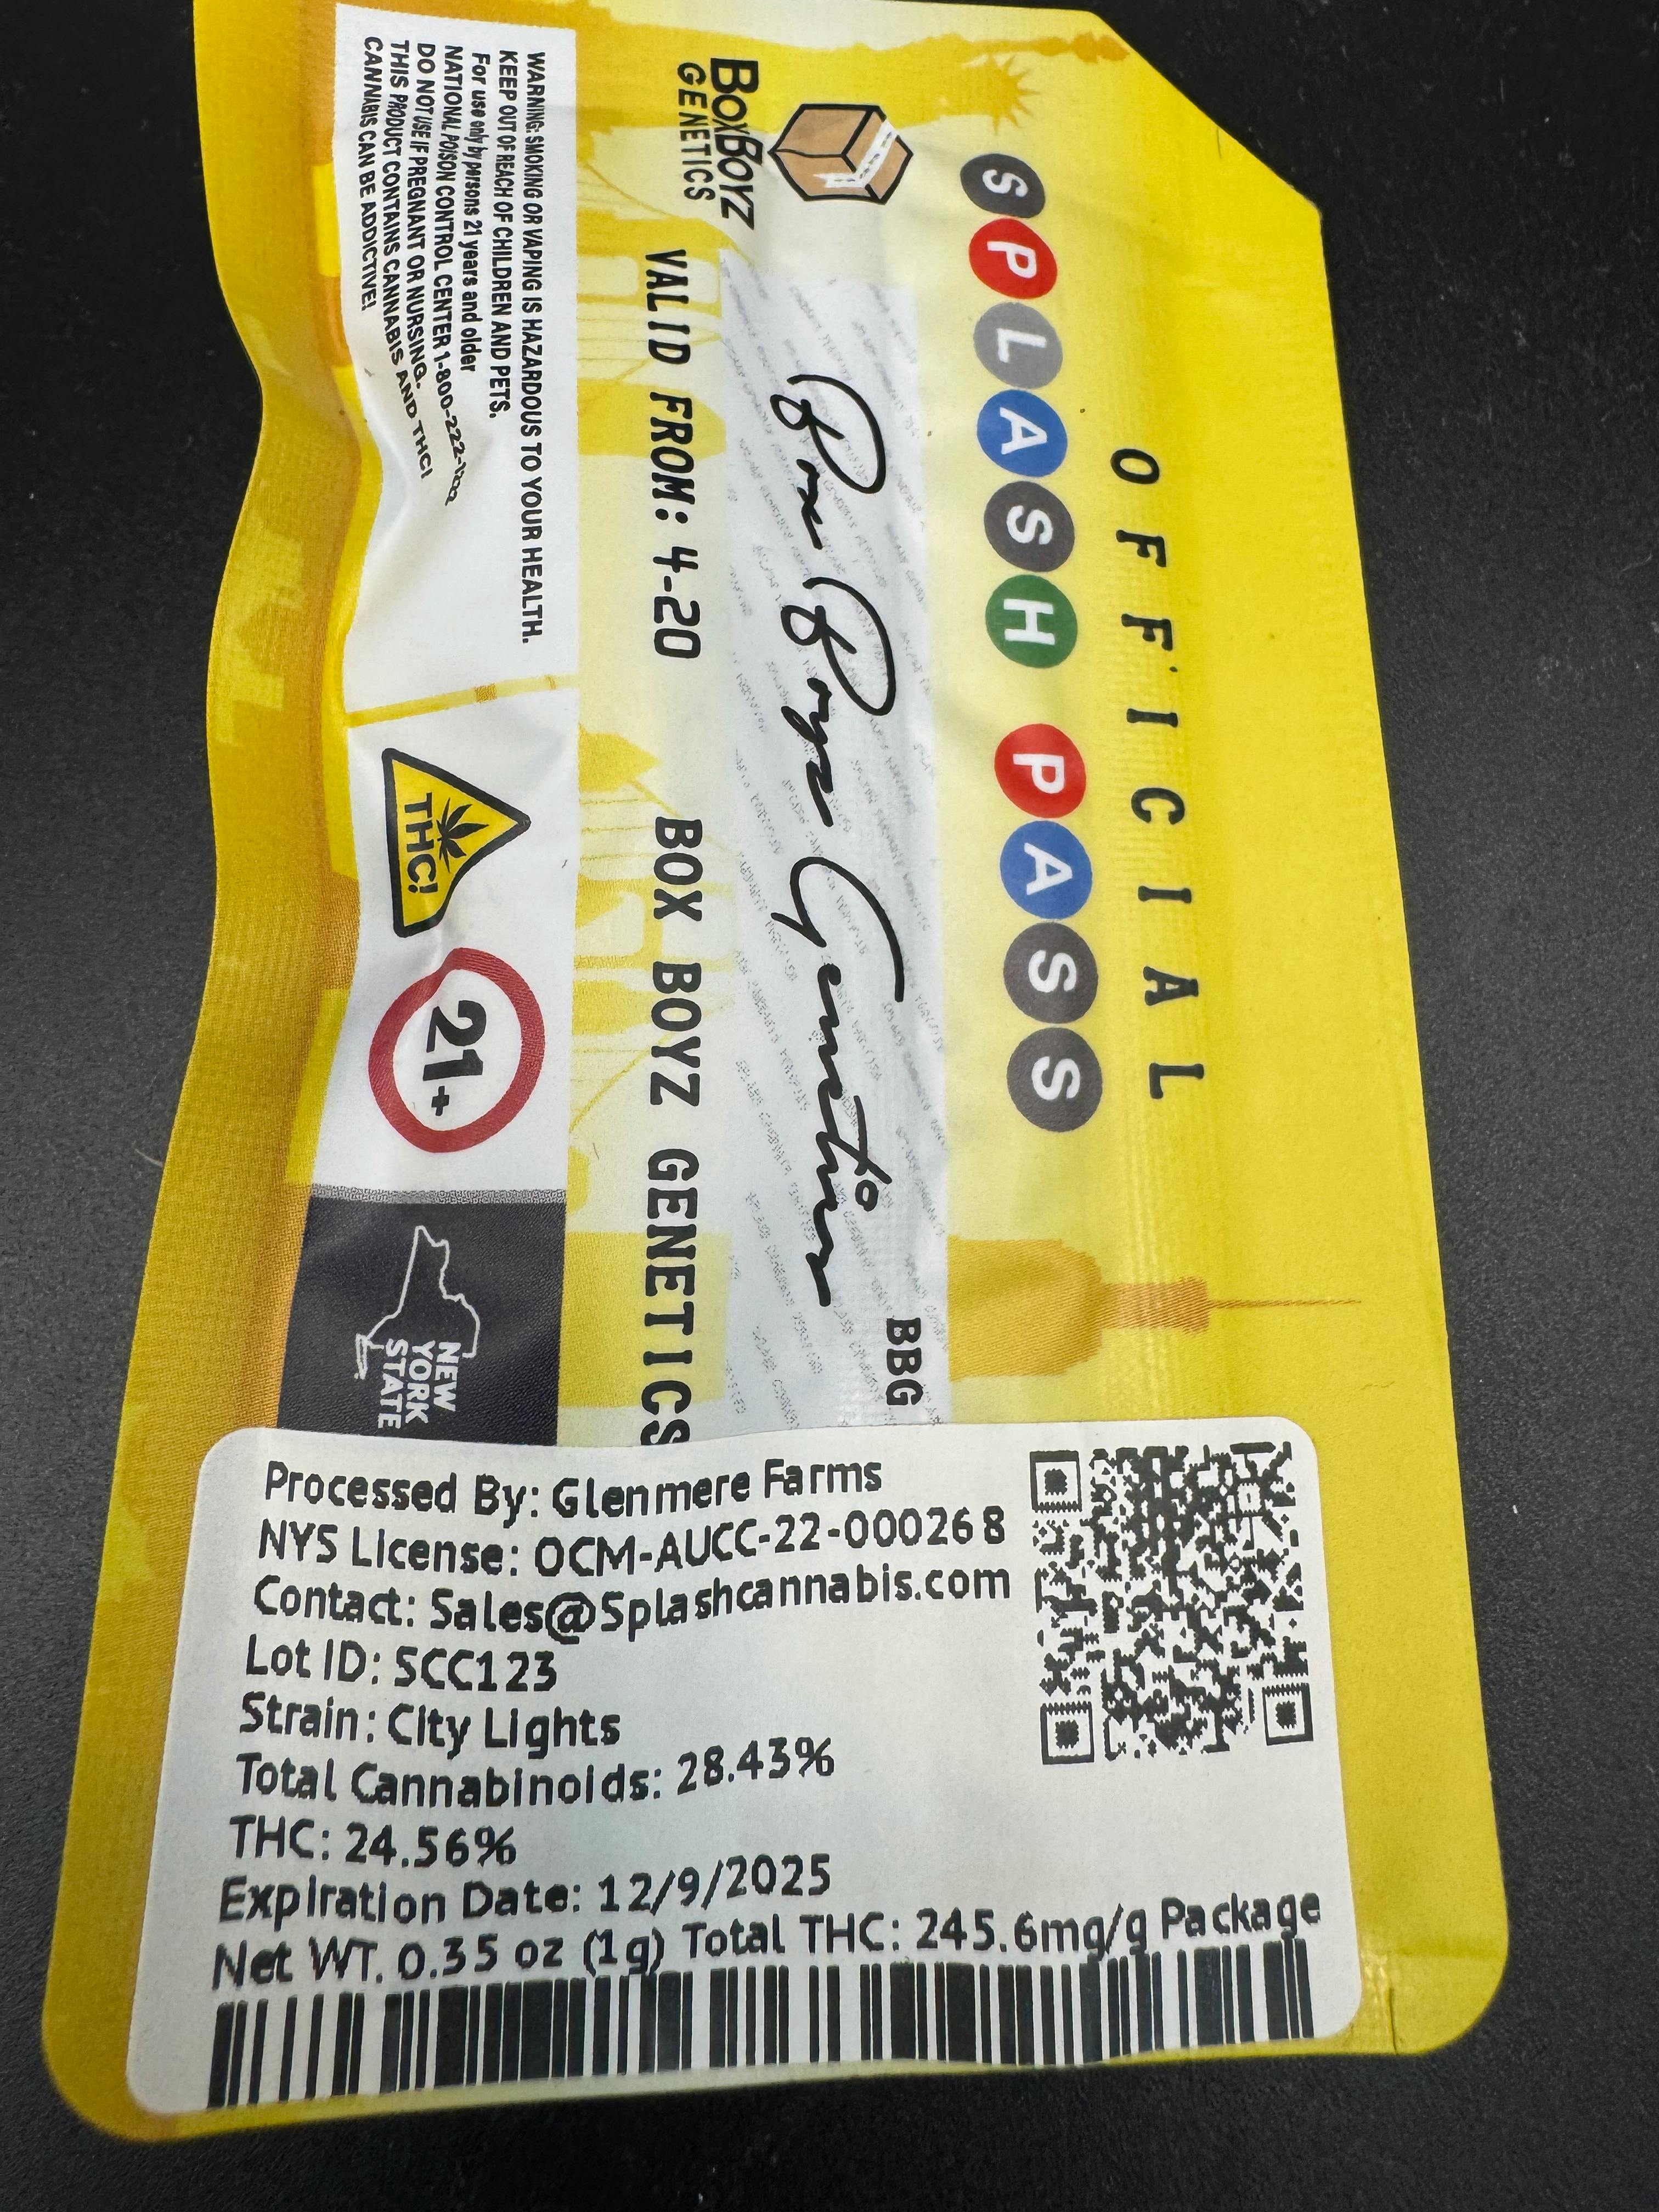 OFFICIAL
SPLASH PASS
BOXBOYZ
GENETICS
Box Boyz Genetics
BBG
VALID FROM: 4-20
BOX BOYZ GENETICS
WARNING: SMOKING OR VAPING IS HAZARDOUS TO YOUR HEALTH.
KEEP OUT OF REACH OF CHILDREN AND PETS.
For use only by persons 21 years and older
NATIONAL POISON CONTROL CENTER 1-800-222-1222
DO NOT USE IF PREGNANT OR NURSING.
THIS PRODUCT CONTAINS CANNABIS AND THC!
CANNABIS CAN BE ADDICTIVE!
THC!
21+
NEW
YORK
STATE
Processed By: Glenmere Farms
NYS License: OCM-AUCC-22-000268
Contact: Sales@Splashcannabis.com
Lot ID: SCC123
Strain: City Lights
Total Cannabinoids: 28.43%
THC: 24.56%
Expiration Date: 12/9/2025
Net WT. 0.35 oz (1g) Total THC: 245.6mg/g Package